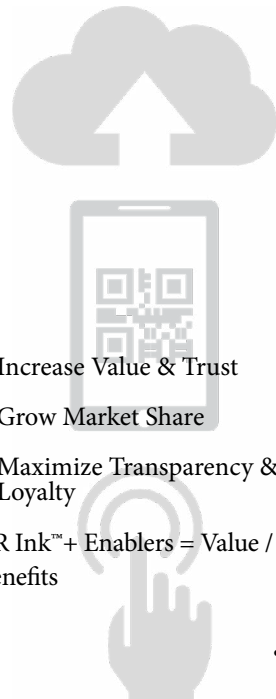 Increase Value & Trust
Grow Market Share
Maximize Transparency &
Loyalty
R Ink™+ Enablers = Value /
enefits